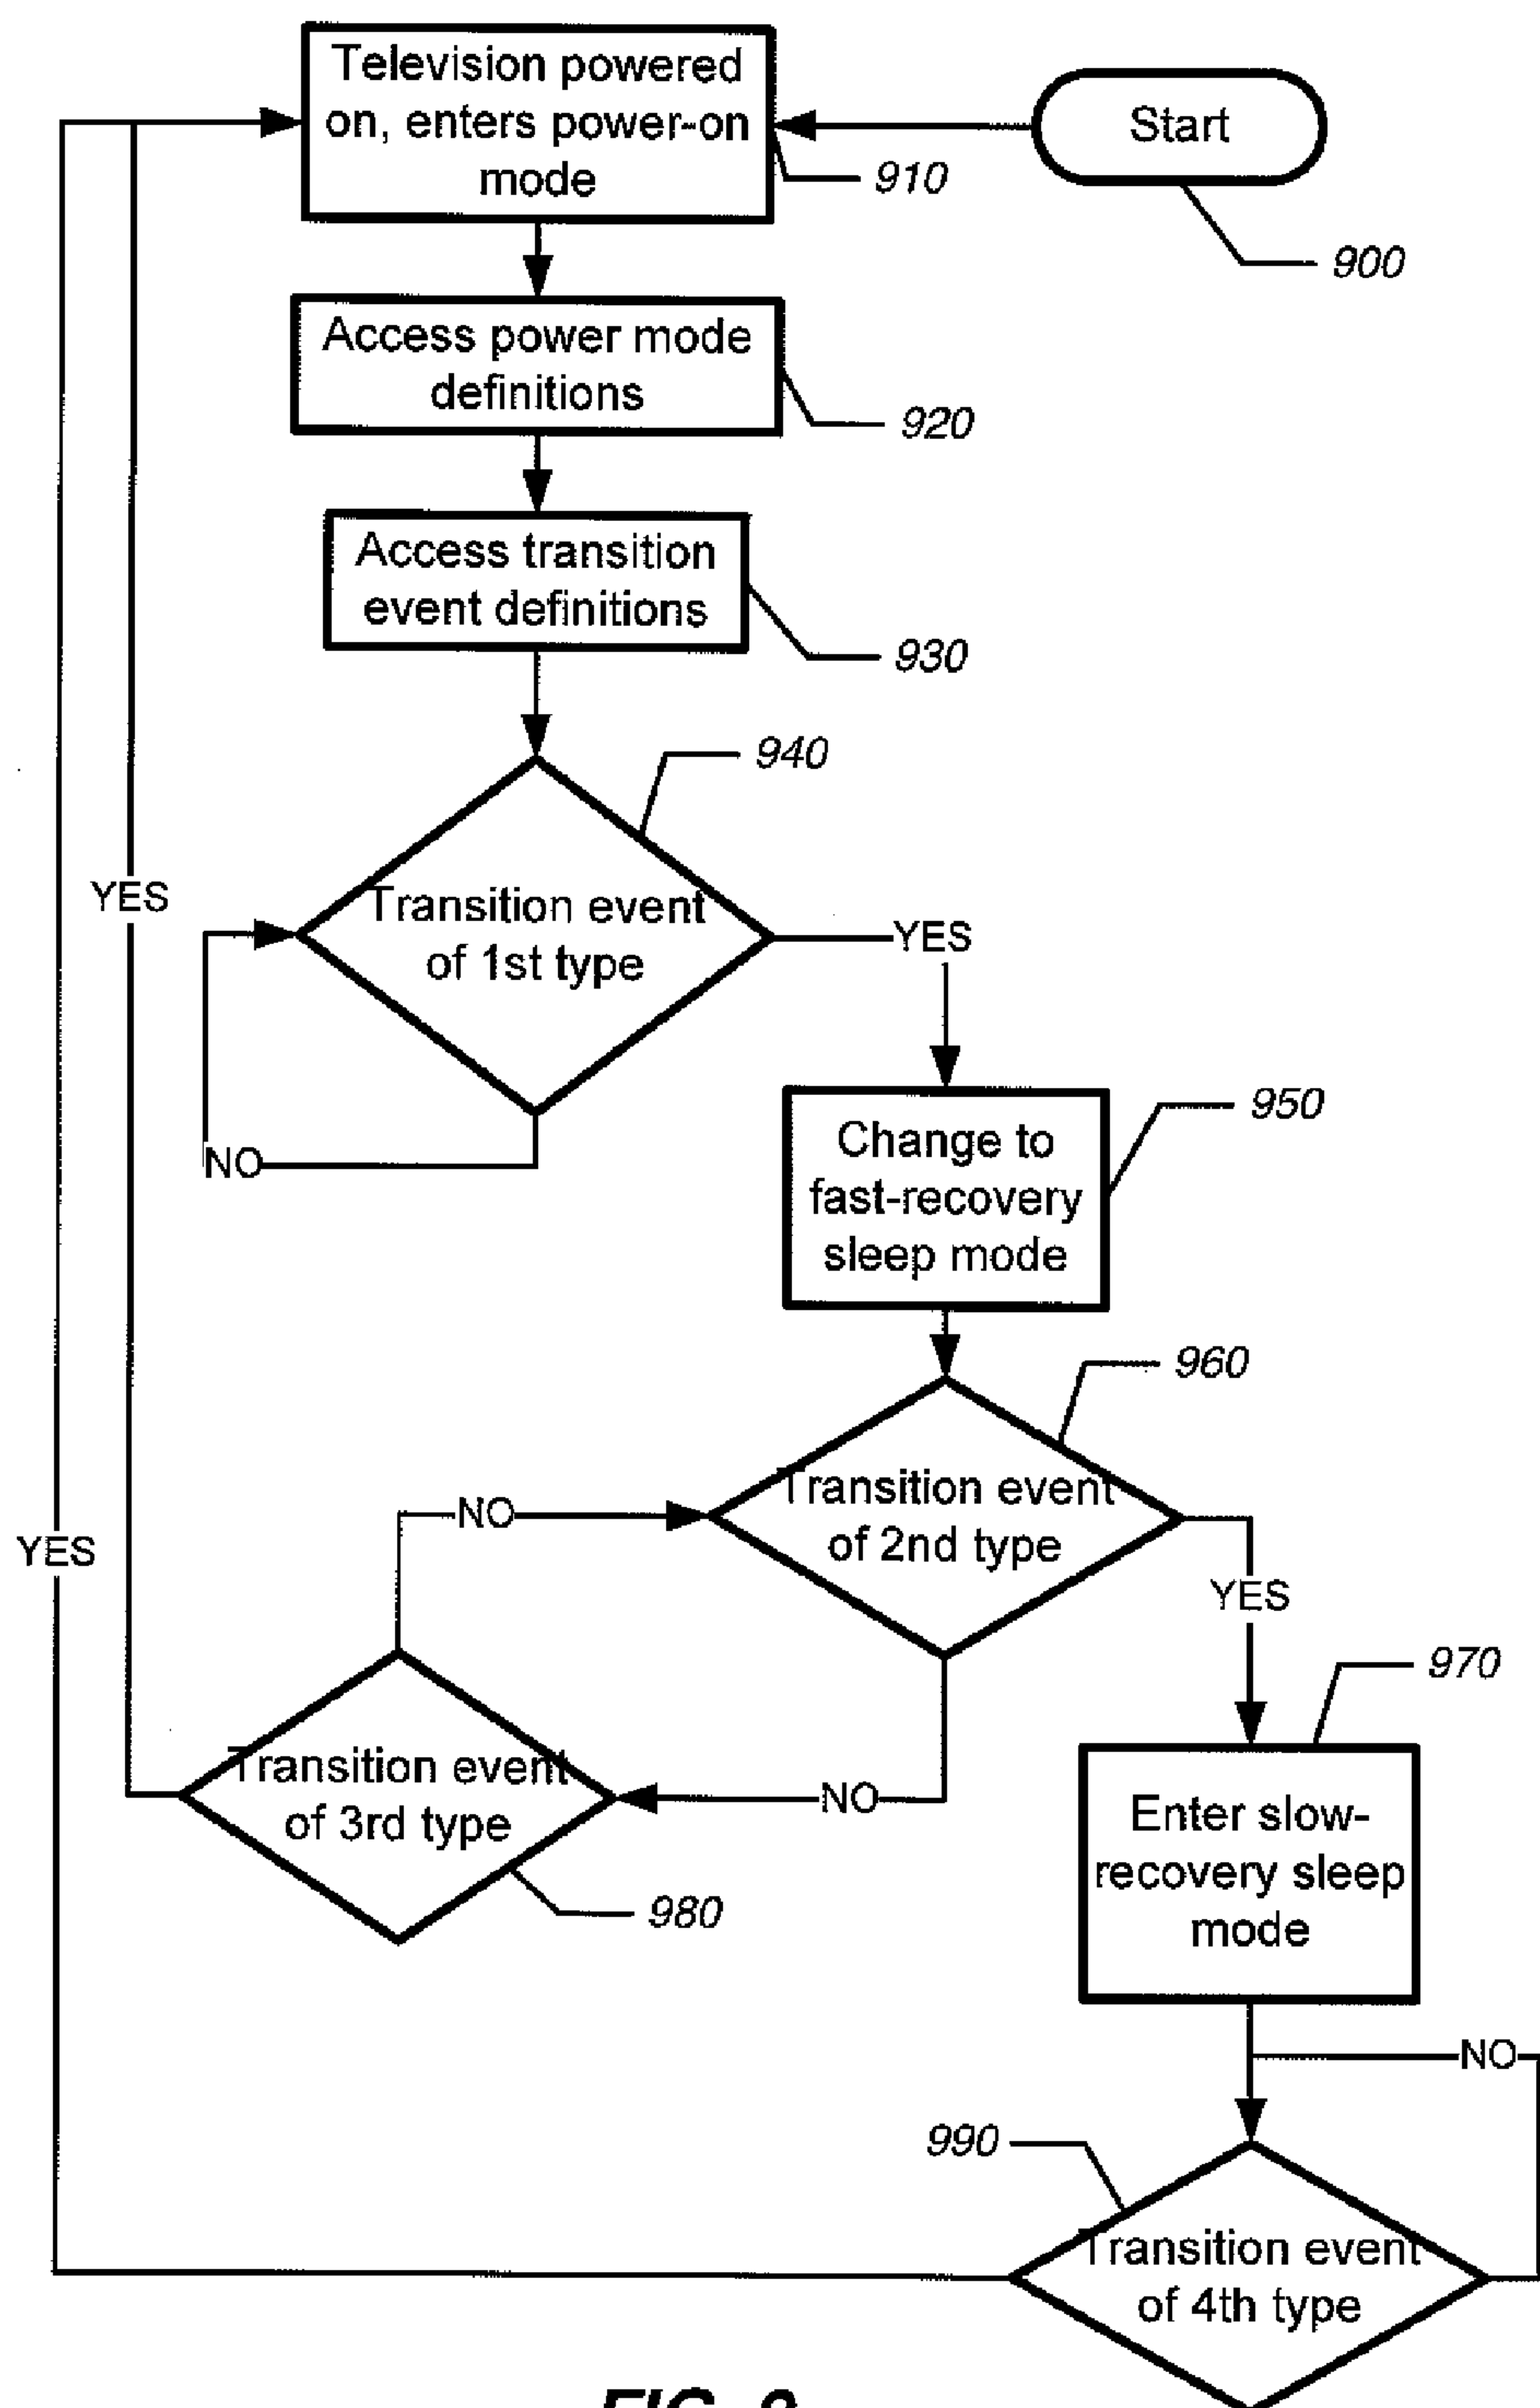 Television powered
on, enters power-on
mode
Start
910
900
Access power mode
definitions
920
Access transition
event definitions
930
940
Transition event
of 1st type
YES
YES
NO
950
Change to
fast-recovery
sleep mode
960
Transition event
of 2nd type
NO
YES
YES
970
Transition event
of 3rd type
NO
980
Enter slow-
recovery sleep
mode
NO
990
Transition event
of 4th type